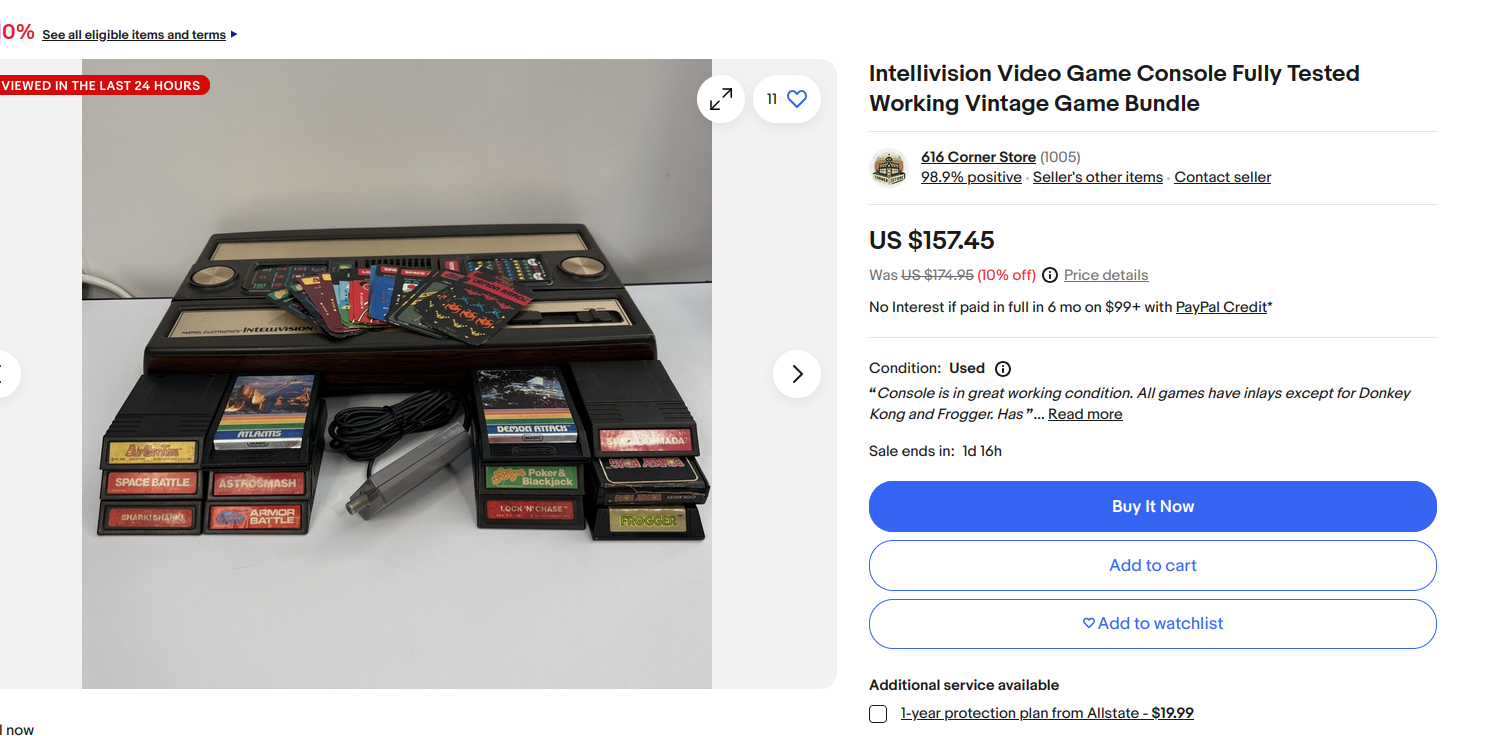 10% See all eligible items and terms
VIEWED IN THE LAST 24 HOURS
11
INTELLIVISION
SPACE
ATLANTIS
SPACE BATTLE
ASTROSMASH
SHARK! SHARK!
ARMOR
BATTLE
DEMON ATTACK
Poker &
Blackjack
LOCK 'N' CHASE
SPACE ARMADA
DONKEY KONG
FROGGER
now
Intellivision Video Game Console Fully Tested
Working Vintage Game Bundle
616 Corner Store (1005)
98.9% positive · Seller's other items · Contact seller
US $157.45
Was US $174.95 (10% off) Price details
No Interest if paid in full in 6 mo on $99+ with PayPal Credit*
Condition: Used
“Console is in great working condition. All games have inlays except for Donkey
Kong and Frogger. Has ”... Read more
Sale ends in: 1d 16h
Buy It Now
Add to cart
Add to watchlist
Additional service available
1-year protection plan from Allstate - $19.99